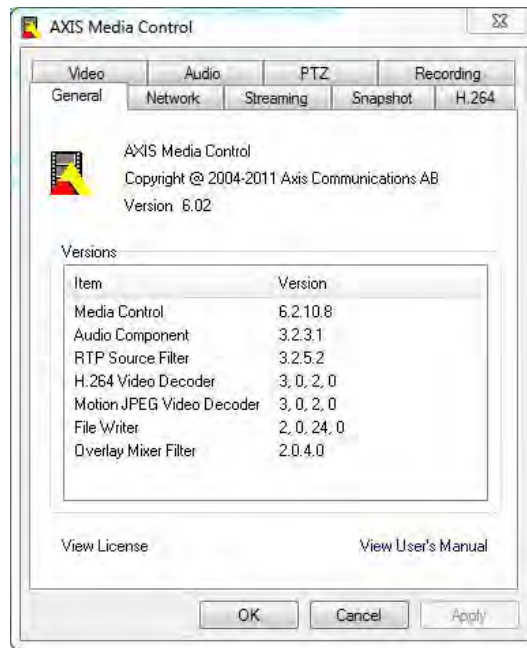 AXIS Media Control
Video Audio PTZ Recording
General Network Streaming Snapshot H.264
AXIS Media Control
Copyright @ 2004-2011 Axis Communications AB
Version 6.02
Versions
Item Version
Media Control 6.2.10.8
Audio Component 3.2.3.1
RTP Source Filter 3.2.5.2
H.264 Video Decoder 3, 0, 2, 0
Motion JPEG Video Decoder 3, 0, 2, 0
File Writer 2, 0, 24, 0
Overlay Mixer Filter 2.0.4.0
View License View User's Manual
OK Cancel Apply